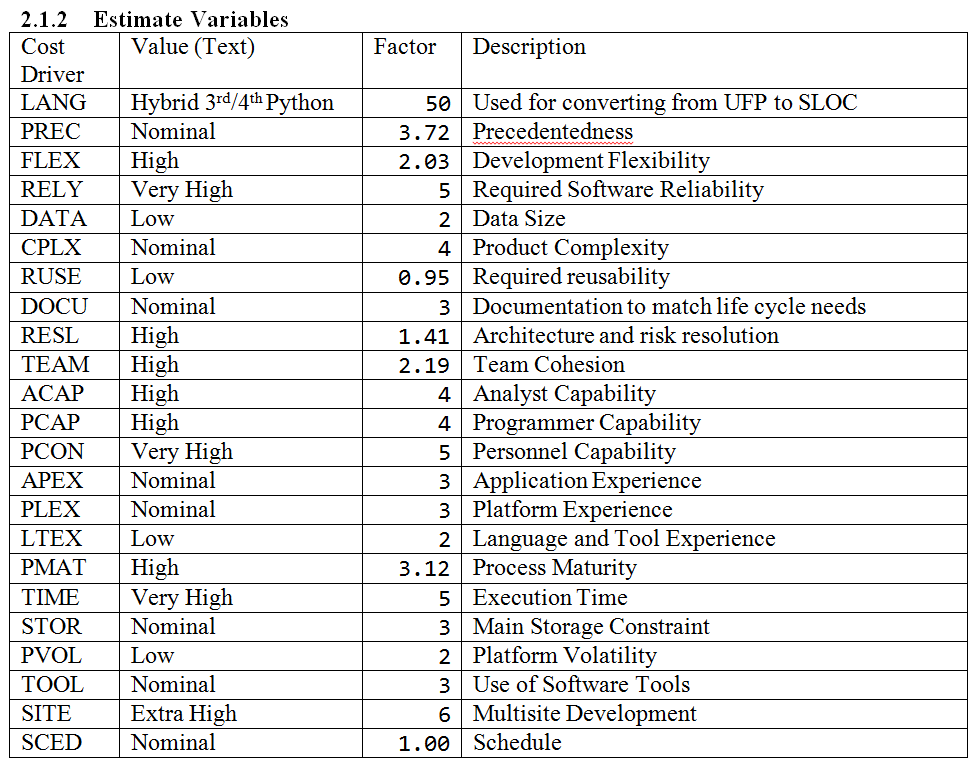 2.1.2 Estimate Variables
Cost Driver Value (Text) Factor Description
LANG Hybrid 3rd/4th Python 50 Used for converting from UFP to SLOC
PREC Nominal 3.72 Precedentedness
FLEX High 2.03 Development Flexibility
RELY Very High 5 Required Software Reliability
DATA Low 2 Data Size
CPLX Nominal 4 Product Complexity
RUSE Low 0.95 Required reusability
DOCU Nominal 3 Documentation to match life cycle needs
RESL High 1.41 Architecture and risk resolution
TEAM High 2.19 Team Cohesion
ACAP High 4 Analyst Capability
PCAP High 4 Programmer Capability
PCON Very High 5 Personnel Capability
APEX Nominal 3 Application Experience
PLEX Nominal 3 Platform Experience
LTEX Low 2 Language and Tool Experience
PMAT High 3.12 Process Maturity
TIME Very High 5 Execution Time
STOR Nominal 3 Main Storage Constraint
PVOL Low 2 Platform Volatility
TOOL Nominal 3 Use of Software Tools
SITE Extra High 6 Multisite Development
SCED Nominal 1.00 Schedule